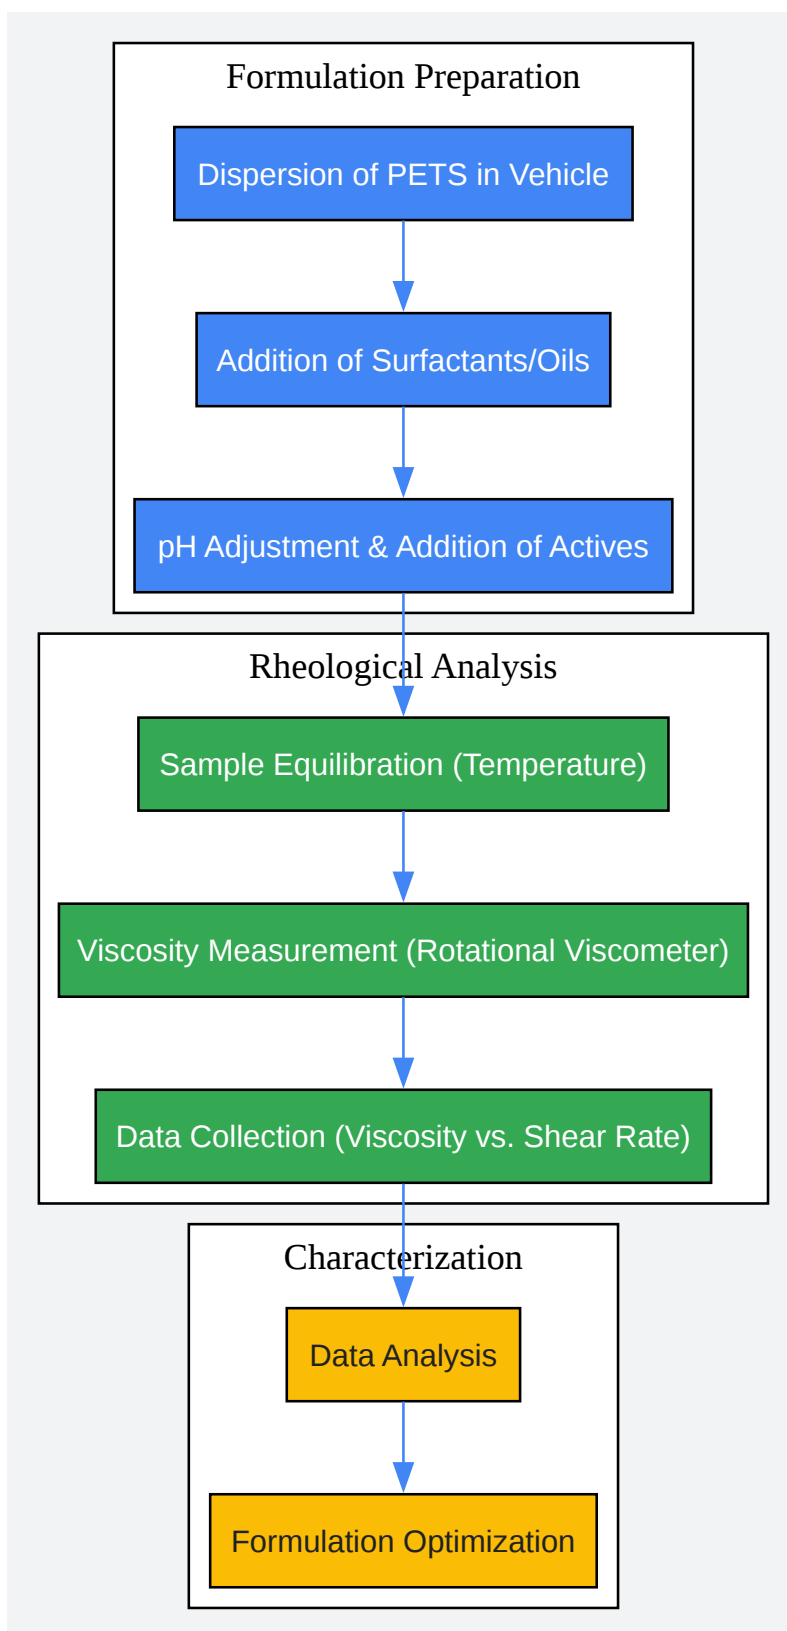 Formulation Preparation
Dispersion of PETS in Vehicle
Addition of Surfactants/Oils
pH Adjustment & Addition of Actives
Rheological Analysis
Sample Equilibration (Temperature)
Viscosity Measurement (Rotational Viscometer)
Data Collection (Viscosity vs. Shear Rate)
Characterization
Data Analysis
Formulation Optimization